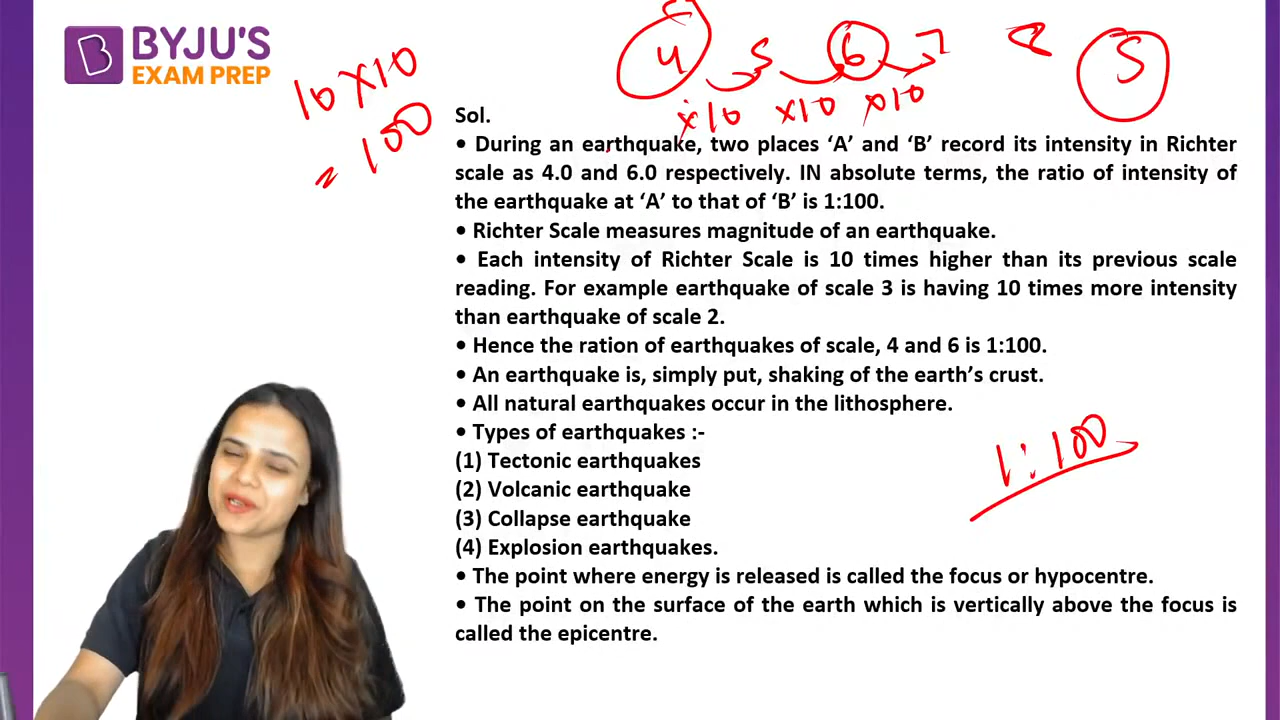 BYJU'S
EXAM PREP
10 X 10
= 100
4 5 6 7 8 5
x10 x10 x10
Sol.
• During an earthquake, two places ‘A’ and ‘B’ record its intensity in Richter
scale as 4.0 and 6.0 respectively. IN absolute terms, the ratio of intensity of
the earthquake at ‘A’ to that of ‘B’ is 1:100.
• Richter Scale measures magnitude of an earthquake.
• Each intensity of Richter Scale is 10 times higher than its previous scale
reading. For example earthquake of scale 3 is having 10 times more intensity
than earthquake of scale 2.
• Hence the ration of earthquakes of scale, 4 and 6 is 1:100.
• An earthquake is, simply put, shaking of the earth’s crust.
• All natural earthquakes occur in the lithosphere.
• Types of earthquakes :-
(1) Tectonic earthquakes
(2) Volcanic earthquake
(3) Collapse earthquake
(4) Explosion earthquakes.
1:100
• The point where energy is released is called the focus or hypocentre.
• The point on the surface of the earth which is vertically above the focus is
called the epicentre.